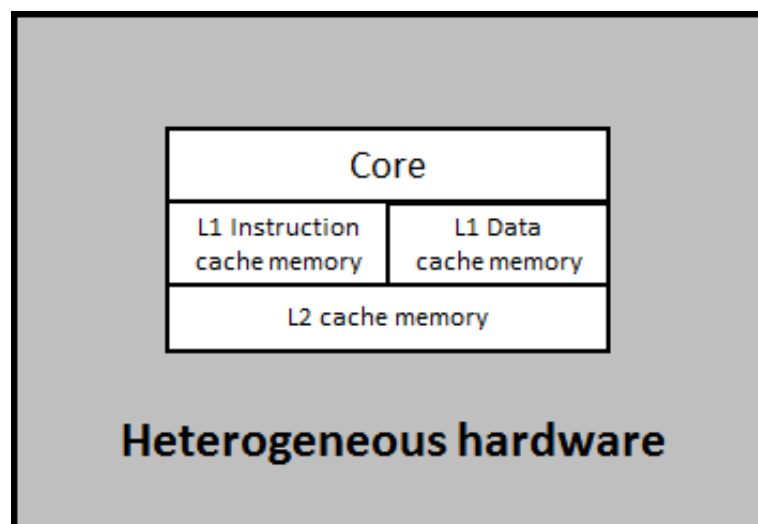 Core
L1 Instruction
cache memory
L1 Data
cache memory
L2 cache memory
Heterogeneous hardware